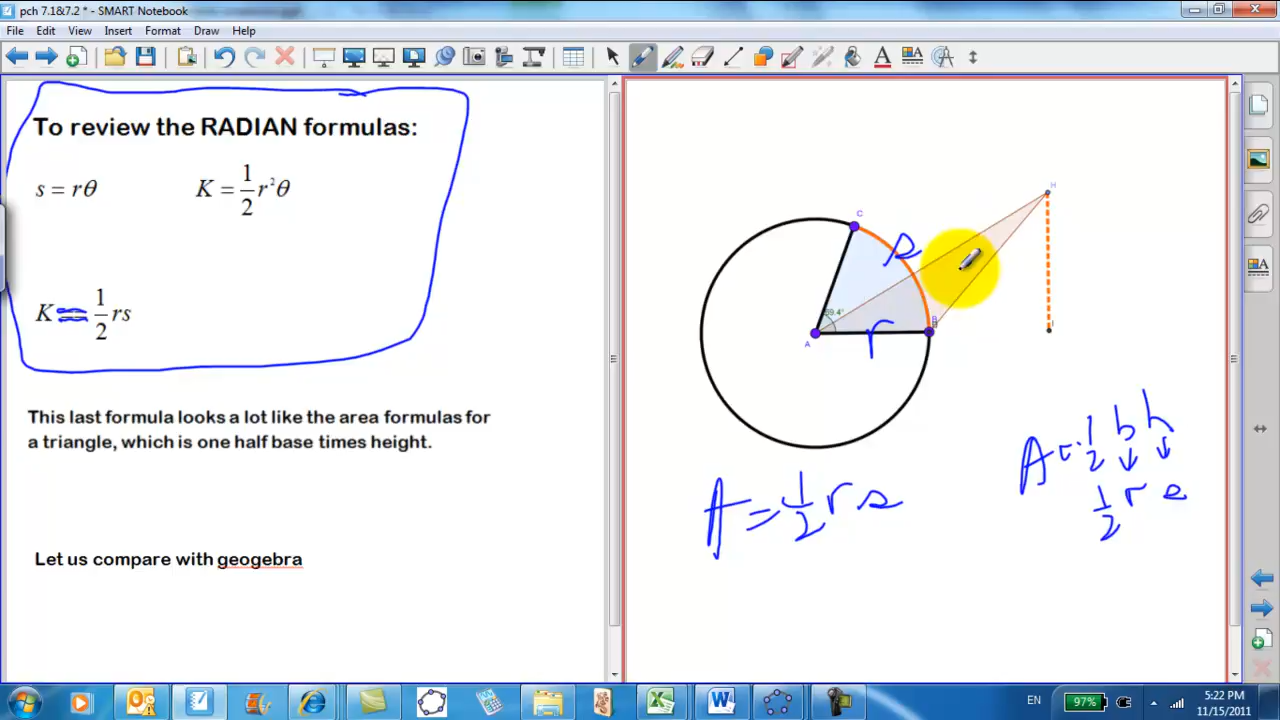 pch 7.1&7.2 * - SMART Notebook
File Edit View Insert Format Draw Help
To review the RADIAN formulas:
s = rθ
K = 1/2 r²θ
K = 1/2 rs
This last formula looks a lot like the area formulas for
a triangle, which is one half base times height.
Let us compare with geogebra
H
C
s
B
r
A
I
A = 1/2 b h
1/2 r s
A = 1/2 r s
EN
97%
5:22 PM
11/15/2011